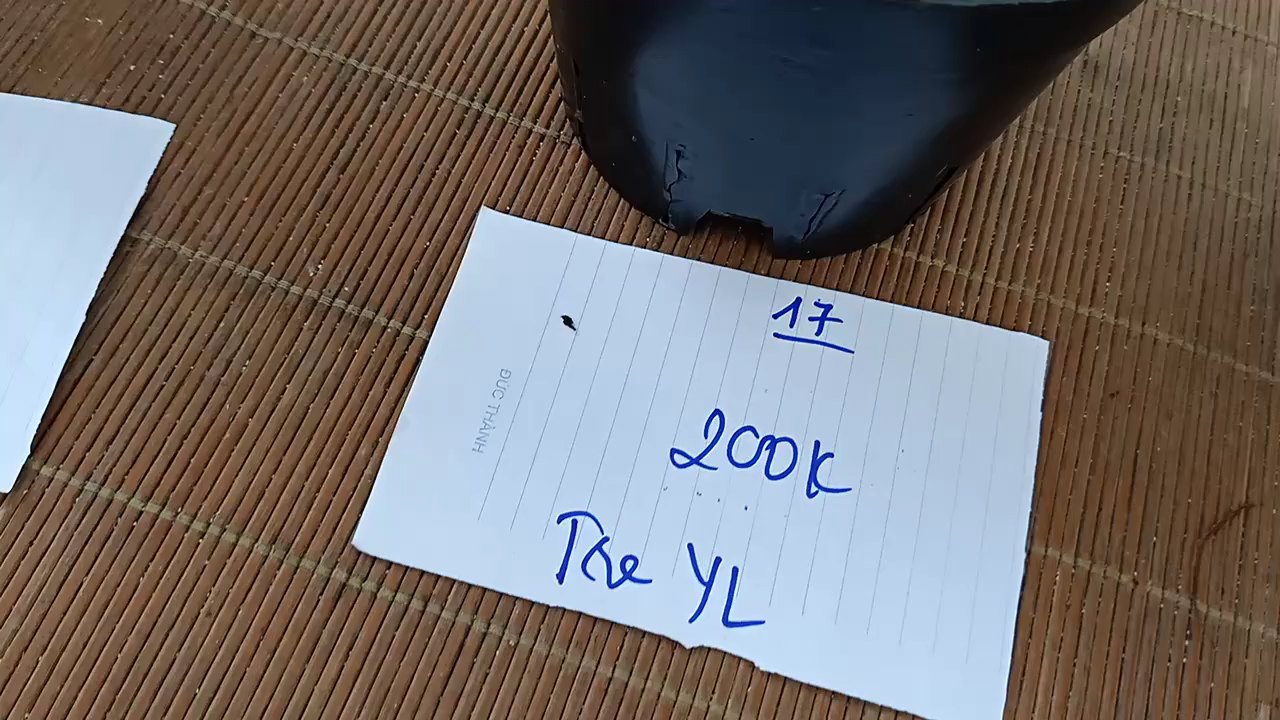 17
200K
Tre YL
ĐỨC THÀNH